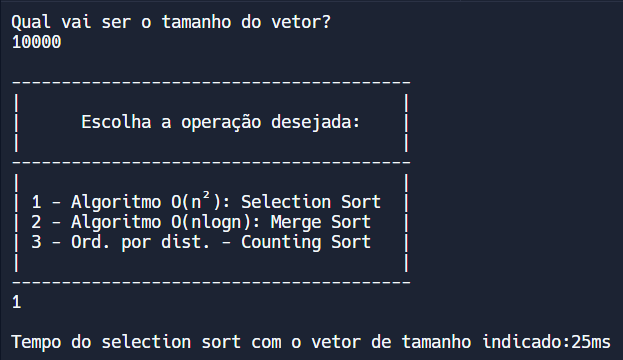 Qual vai ser o tamanho do vetor?
10000
----------------------------------------
|                                      |
|      Escolha a operação desejada:    |
|                                      |
----------------------------------------
|                                      |
| 1 - Algoritmo O(n²): Selection Sort  |
| 2 - Algoritmo O(nlogn): Merge Sort   |
| 3 - Ord. por dist. - Counting Sort   |
|                                      |
----------------------------------------
1
Tempo do selection sort com o vetor de tamanho indicado:25ms